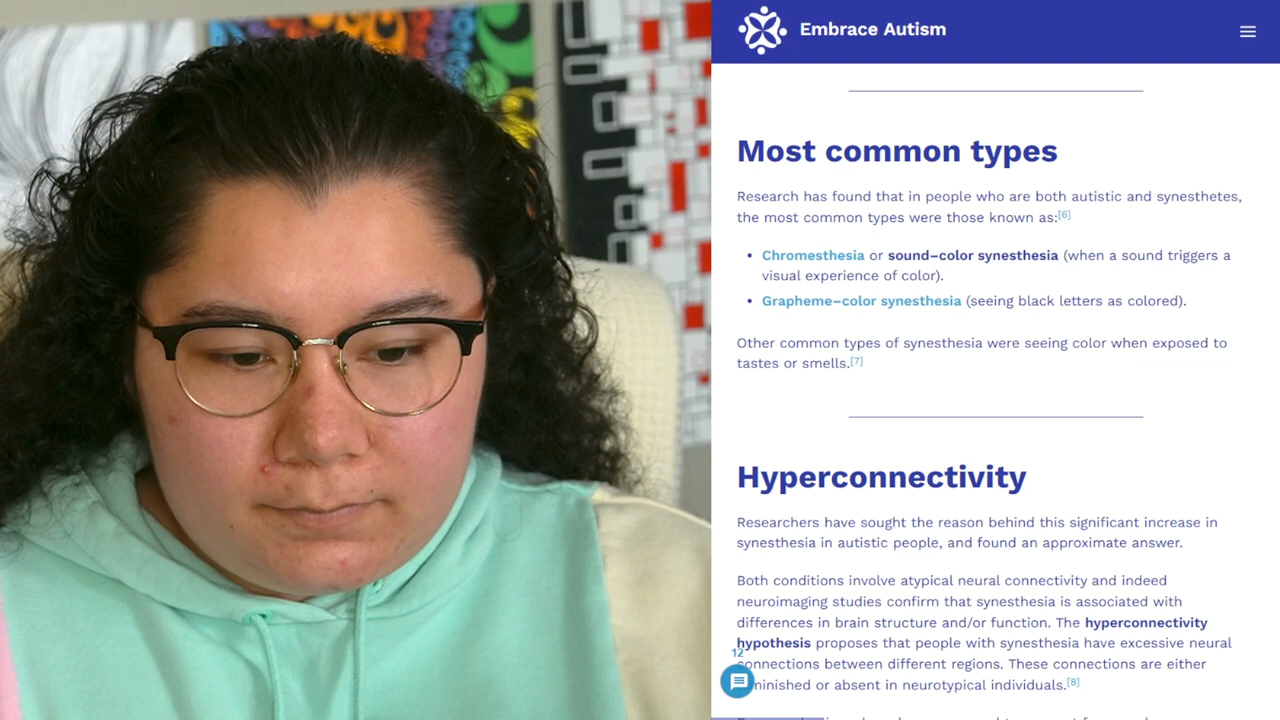 Embrace Autism
Most common types
Research has found that in people who are both autistic and synesthetes,
the most common types were those known as:[6]
• Chromesthesia or sound–color synesthesia (when a sound triggers a
visual experience of color).
• Grapheme–color synesthesia (seeing black letters as colored).
Other common types of synesthesia were seeing color when exposed to
tastes or smells.[7]
Hyperconnectivity
Researchers have sought the reason behind this significant increase in
synesthesia in autistic people, and found an approximate answer.
Both conditions involve atypical neural connectivity and indeed
neuroimaging studies confirm that synesthesia is associated with
differences in brain structure and/or function. The hyperconnectivity
hypothesis proposes that people with synesthesia have excessive neural
12
connections between different regions. These connections are either
diminished or absent in neurotypical individuals.[8]